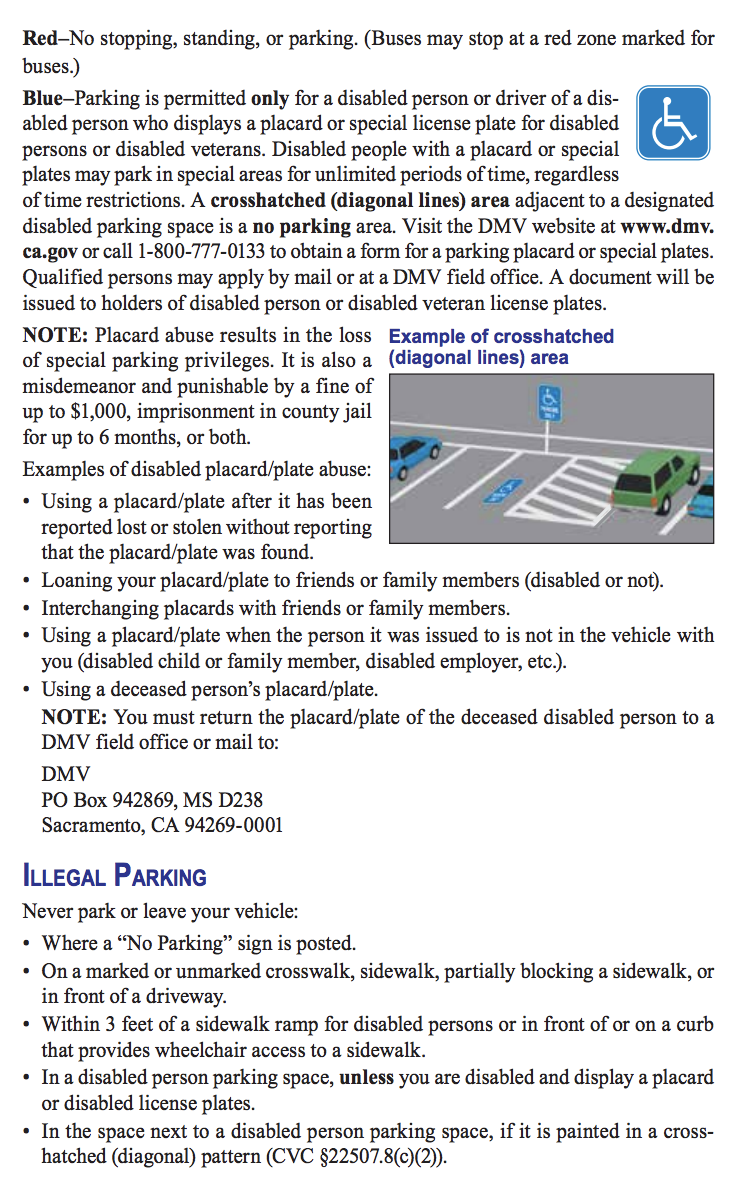 Red–No stopping, standing, or parking. (Buses may stop at a red zone marked for
buses.)
Blue–Parking is permitted only for a disabled person or driver of a dis-
abled person who displays a placard or special license plate for disabled
persons or disabled veterans. Disabled people with a placard or special
plates may park in special areas for unlimited periods of time, regardless
of time restrictions. A crosshatched (diagonal lines) area adjacent to a designated
disabled parking space is a no parking area. Visit the DMV website at www.dmv.
ca.gov or call 1-800-777-0133 to obtain a form for a parking placard or special plates.
Qualified persons may apply by mail or at a DMV field office. A document will be
issued to holders of disabled person or disabled veteran license plates.
NOTE: Placard abuse results in the loss
of special parking privileges. It is also a
misdemeanor and punishable by a fine of
up to $1,000, imprisonment in county jail
for up to 6 months, or both.
Example of crosshatched
(diagonal lines) area
PARKING
ONLY
Examples of disabled placard/plate abuse:
• Using a placard/plate after it has been
reported lost or stolen without reporting
that the placard/plate was found.
• Loaning your placard/plate to friends or family members (disabled or not).
• Interchanging placards with friends or family members.
• Using a placard/plate when the person it was issued to is not in the vehicle with
you (disabled child or family member, disabled employer, etc.).
• Using a deceased person’s placard/plate.
NOTE: You must return the placard/plate of the deceased disabled person to a
DMV field office or mail to:
DMV
PO Box 942869, MS D238
Sacramento, CA 94269-0001
ILLEGAL PARKING
Never park or leave your vehicle:
• Where a “No Parking” sign is posted.
• On a marked or unmarked crosswalk, sidewalk, partially blocking a sidewalk, or
in front of a driveway.
• Within 3 feet of a sidewalk ramp for disabled persons or in front of or on a curb
that provides wheelchair access to a sidewalk.
• In a disabled person parking space, unless you are disabled and display a placard
or disabled license plates.
• In the space next to a disabled person parking space, if it is painted in a cross-
hatched (diagonal) pattern (CVC §22507.8(c)(2)).